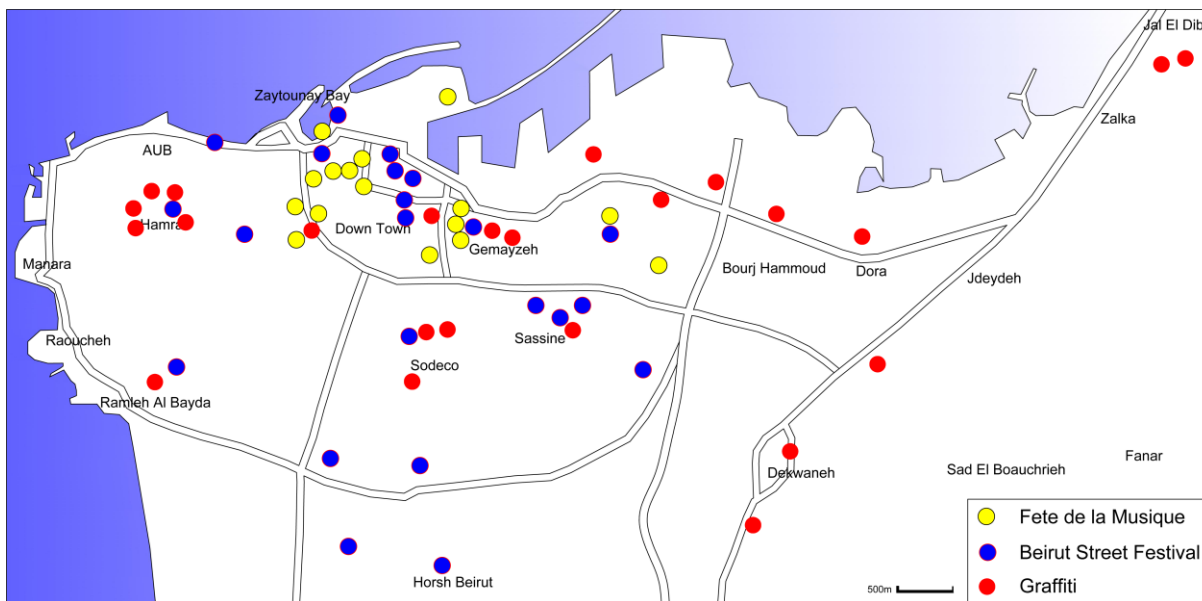 Jal El Dib
Zaytounay Bay
Zalka
AUB
Hamra
Down Town
Gemayzeh
Manara
Bourj Hammoud
Dora
Jdeydeh
Raoucheh
Sassine
Sodeco
Ramleh Al Bayda
Dekwaneh
Sad El Boauchrieh
Fanar
Horsh Beirut
Fete de la Musique
Beirut Street Festival
Graffiti
500m